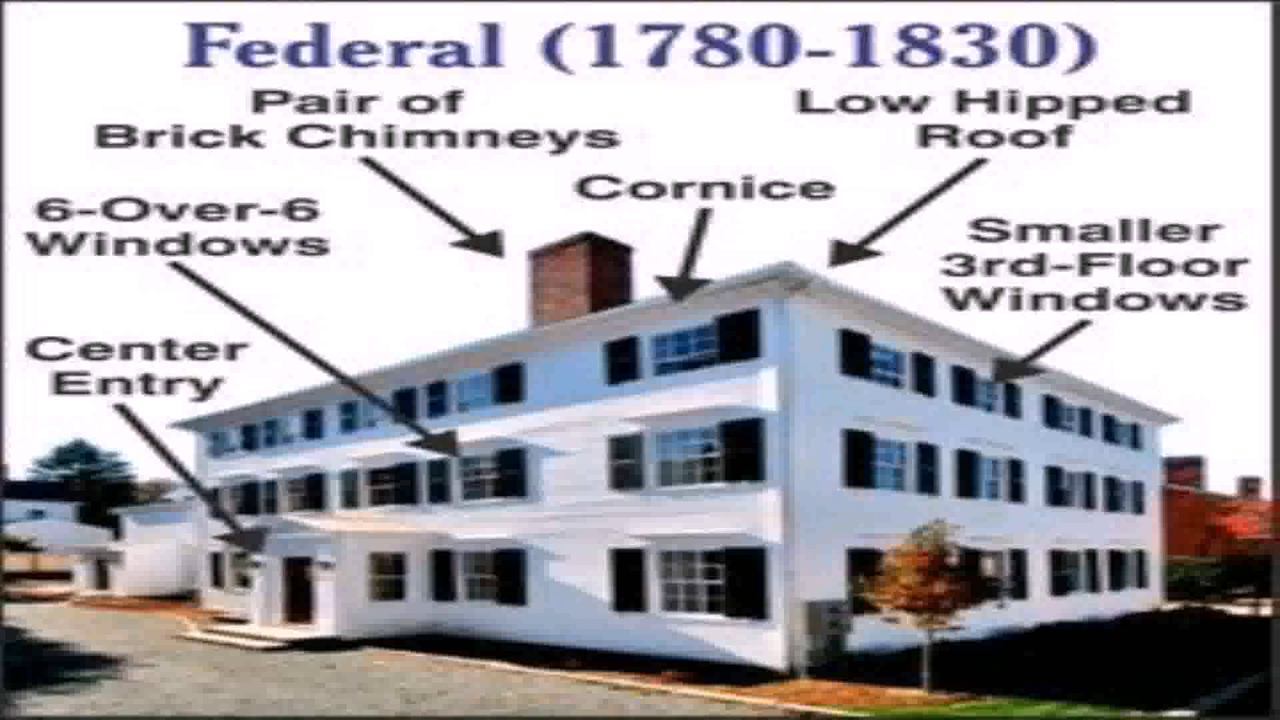 Federal (1780-1830)
Pair of
Brick Chimneys
Low Hipped
Roof
Cornice
6-Over-6
Windows
Smaller
3rd-Floor
Windows
Center
Entry